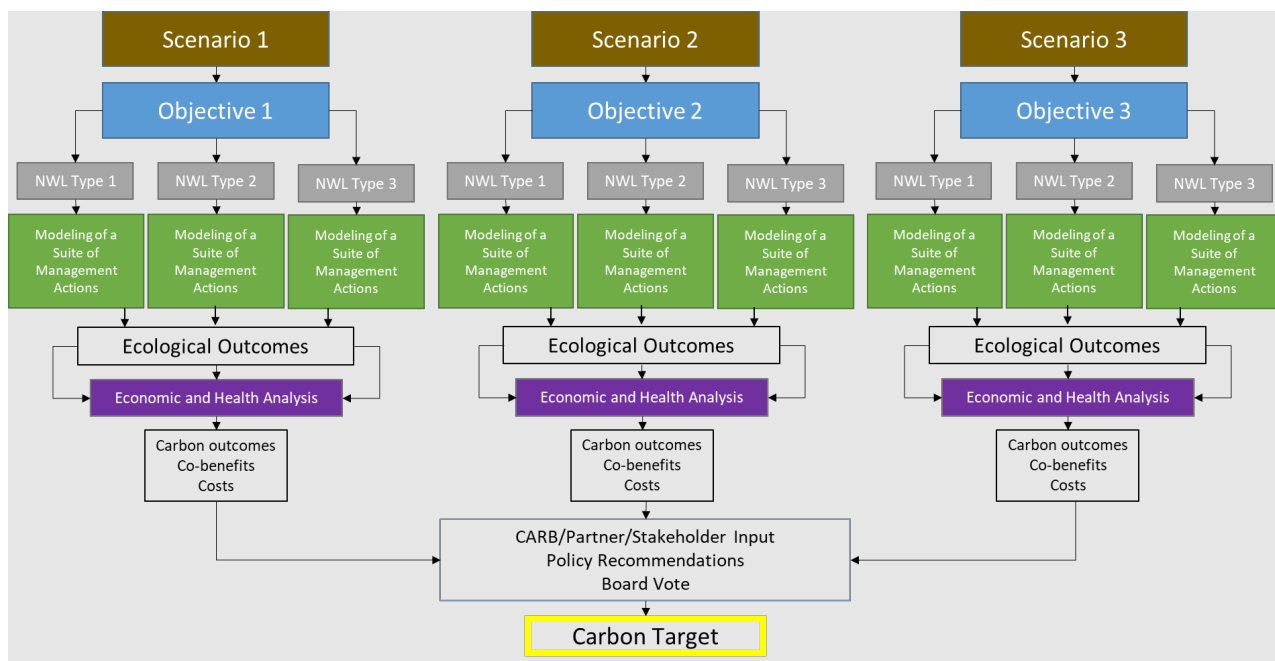 Scenario 1
Scenario 2
Scenario 3
Objective 1
Objective 2
Objective 3
NWL Type 1
NWL Type 2
NWL Type 3
NWL Type 1
NWL Type 2
NWL Type 3
NWL Type 1
NWL Type 2
NWL Type 3
Modeling of a
Suite of
Management
Actions
Modeling of a
Suite of
Management
Actions
Modeling of a
Suite of
Management
Actions
Modeling of a
Suite of
Management
Actions
Modeling of a
Suite of
Management
Actions
Modeling of a
Suite of
Management
Actions
Modeling of a
Suite of
Management
Actions
Modeling of a
Suite of
Management
Actions
Modeling of a
Suite of
Management
Actions
Ecological Outcomes
Ecological Outcomes
Ecological Outcomes
Economic and Health Analysis
Economic and Health Analysis
Economic and Health Analysis
Carbon outcomes
Co-benefits
Costs
Carbon outcomes
Co-benefits
Costs
Carbon outcomes
Co-benefits
Costs
CARB/Partner/Stakeholder Input
Policy Recommendations
Board Vote
Carbon Target